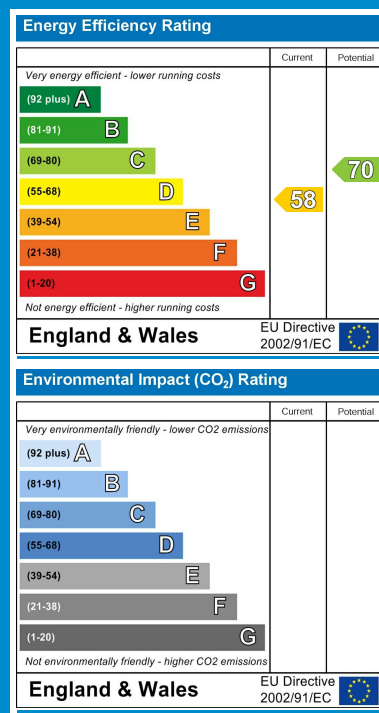 Energy Efficiency Rating
Current Potential
Very energy efficient - lower running costs
(92 plus) A
(81-91) B
(69-80) C
70
(55-68) D
58
(39-54) E
(21-38) F
(1-20) G
Not energy efficient - higher running costs
England & Wales
EU Directive
2002/91/EC
Environmental Impact (CO₂) Rating
Current Potential
Very environmentally friendly - lower CO2 emissions
(92 plus) A
(81-91) B
(69-80) C
(55-68) D
(39-54) E
(21-38) F
(1-20) G
Not environmentally friendly - higher CO2 emissions
England & Wales
EU Directive
2002/91/EC